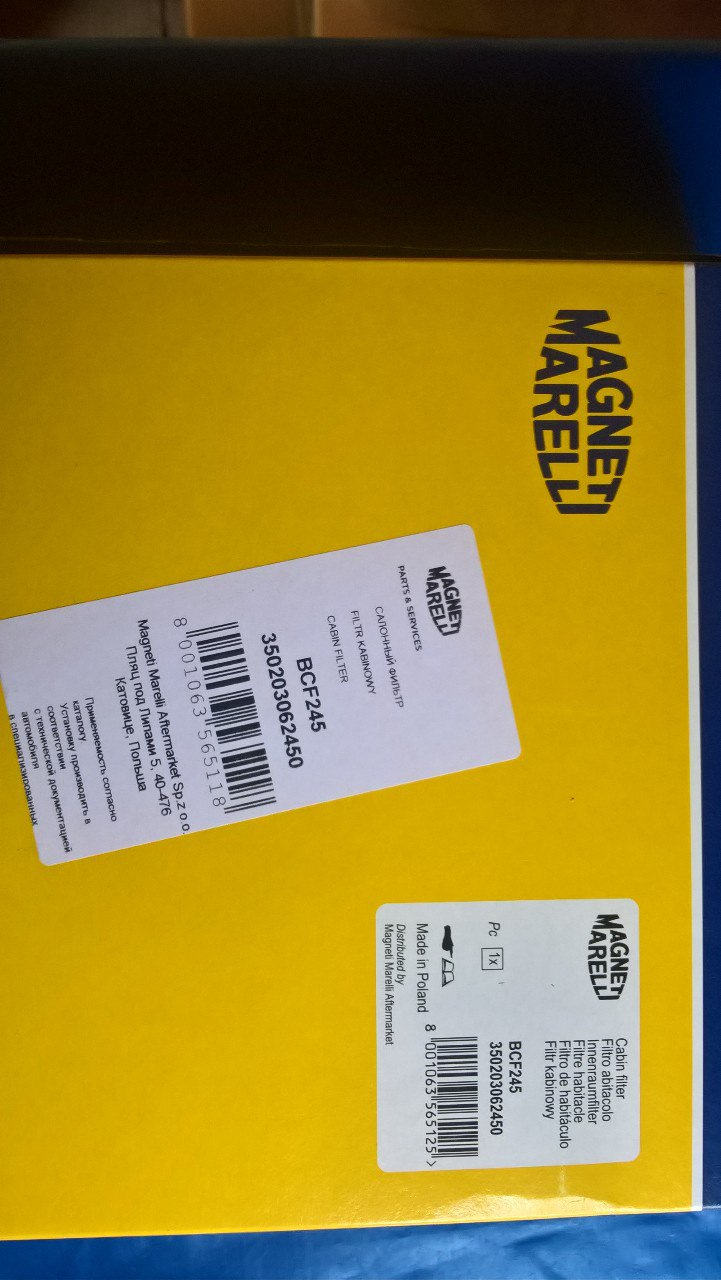 MAGNETI
MARELLI
MAGNETI
MARELLI
PARTS & SERVICES
САЛОННЫЙ ФИЛЬТР
FILTR KABINOWY
CABIN FILTER
BCF245
350203062450
8 001063 565118
Magneti Marelli Aftermarket Sp.z o.o.
Пляц под Липами 5, 40-476
Катовице, Польша
Применяемость согласно
каталогу
Установку производить в
соответствии
с технической документацией
автомобиля
в специализированных
MAGNETI
MARELLI
Cabin filter
Filtro abitacolo
Innenraumfilter
Filtre habitacle
Filtro de habitáculo
Filtr kabinowy
Pc 1x
BCF245
350203062450
8 001063 565125 >
Made in Poland
Distributed by
Magneti Marelli Aftermarket